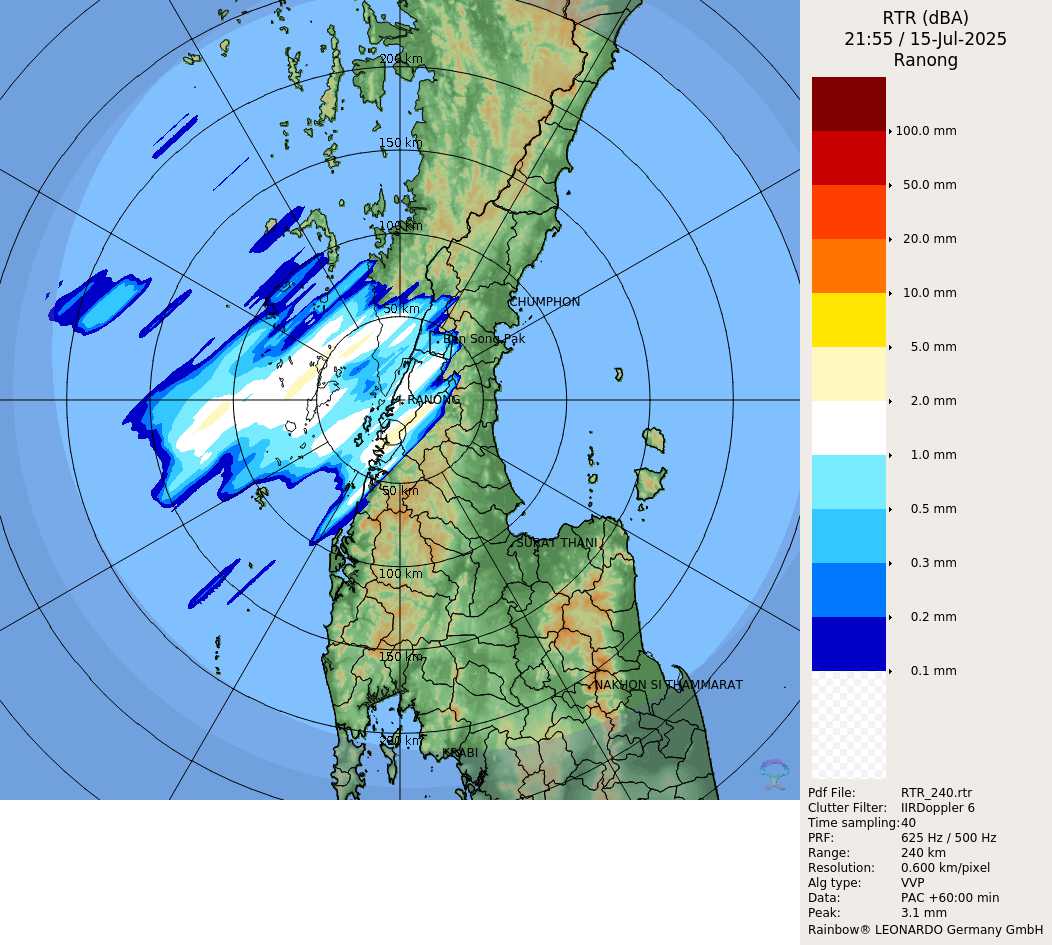 RTR (dBA)
21:55 / 15-Jul-2025
Ranong
200 km
150 km
100 km
50 km
CHUMPHON
Ban Song Pak
RANONG
50 km
SURAT THANI
100 km
150 km
NAKHON SI THAMMARAT
200 km
KRABI
100.0 mm
50.0 mm
20.0 mm
10.0 mm
5.0 mm
2.0 mm
1.0 mm
0.5 mm
0.3 mm
0.2 mm
0.1 mm
Pdf File: RTR_240.rtr
Clutter Filter: IIRDoppler 6
Time sampling:40
PRF: 625 Hz / 500 Hz
Range: 240 km
Resolution: 0.600 km/pixel
Alg type: VVP
Data: PAC +60:00 min
Peak: 3.1 mm
Rainbow® LEONARDO Germany GmbH